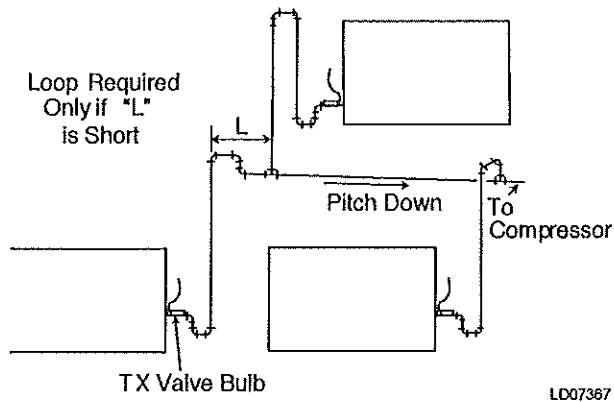 Loop Required
Only if "L"
is Short
L
Pitch Down
To
Compressor
TX Valve Bulb
LD07367